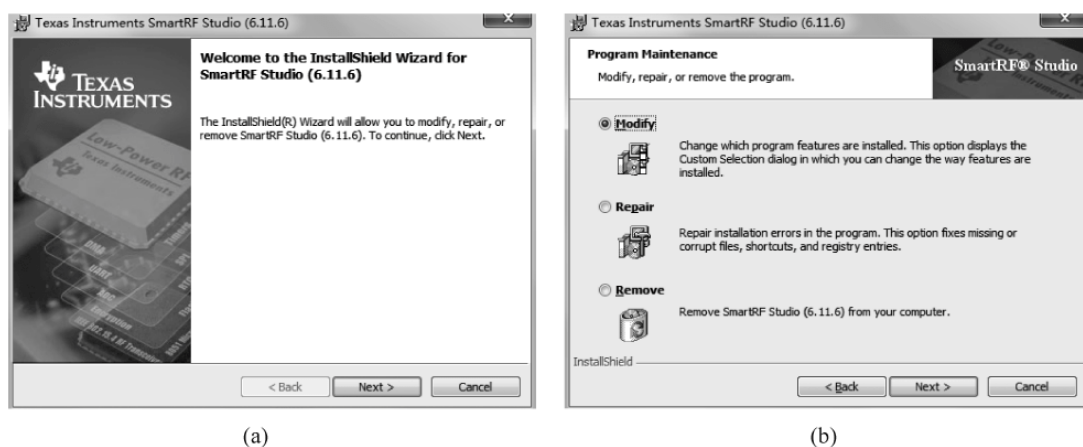 Texas Instruments SmartRF Studio (6.11.6)
TEXAS
INSTRUMENTS
Low-Power RF
Texas Instruments
Welcome to the InstallShield Wizard for
SmartRF Studio (6.11.6)
The InstallShield(R) Wizard will allow you to modify, repair, or
remove SmartRF Studio (6.11.6). To continue, click Next.
< Back Next > Cancel
(a)
Texas Instruments SmartRF Studio (6.11.6)
Program Maintenance
Modify, repair, or remove the program.
SmartRF® Studio
Modify
Change which program features are installed. This option displays the
Custom Selection dialog in which you can change the way features are
installed.
Repair
Repair installation errors in the program. This option fixes missing or
corrupt files, shortcuts, and registry entries.
Remove
Remove SmartRF Studio (6.11.6) from your computer.
InstallShield
< Back Next > Cancel
(b)